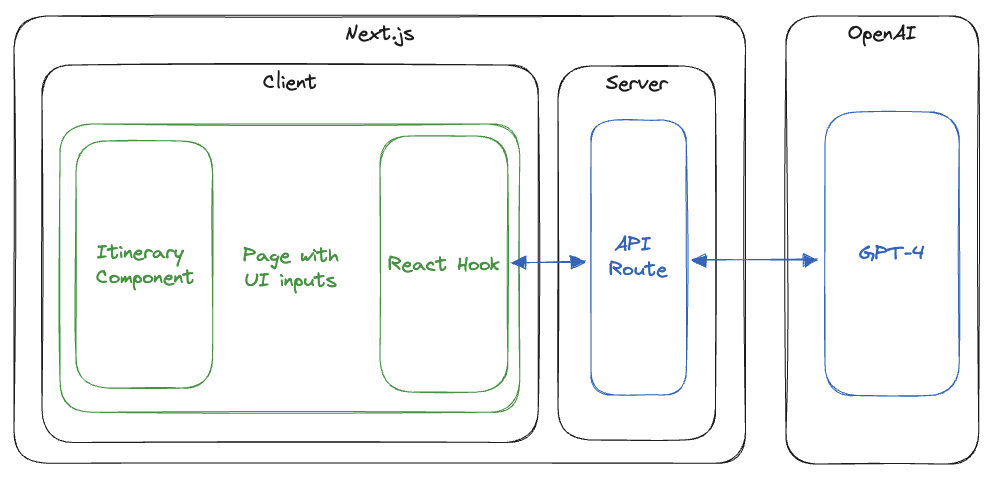 Next.js
OpenAI
Client
Server
Itinerary
Component
Page with
UI inputs
React Hook
API
Route
GPT-4